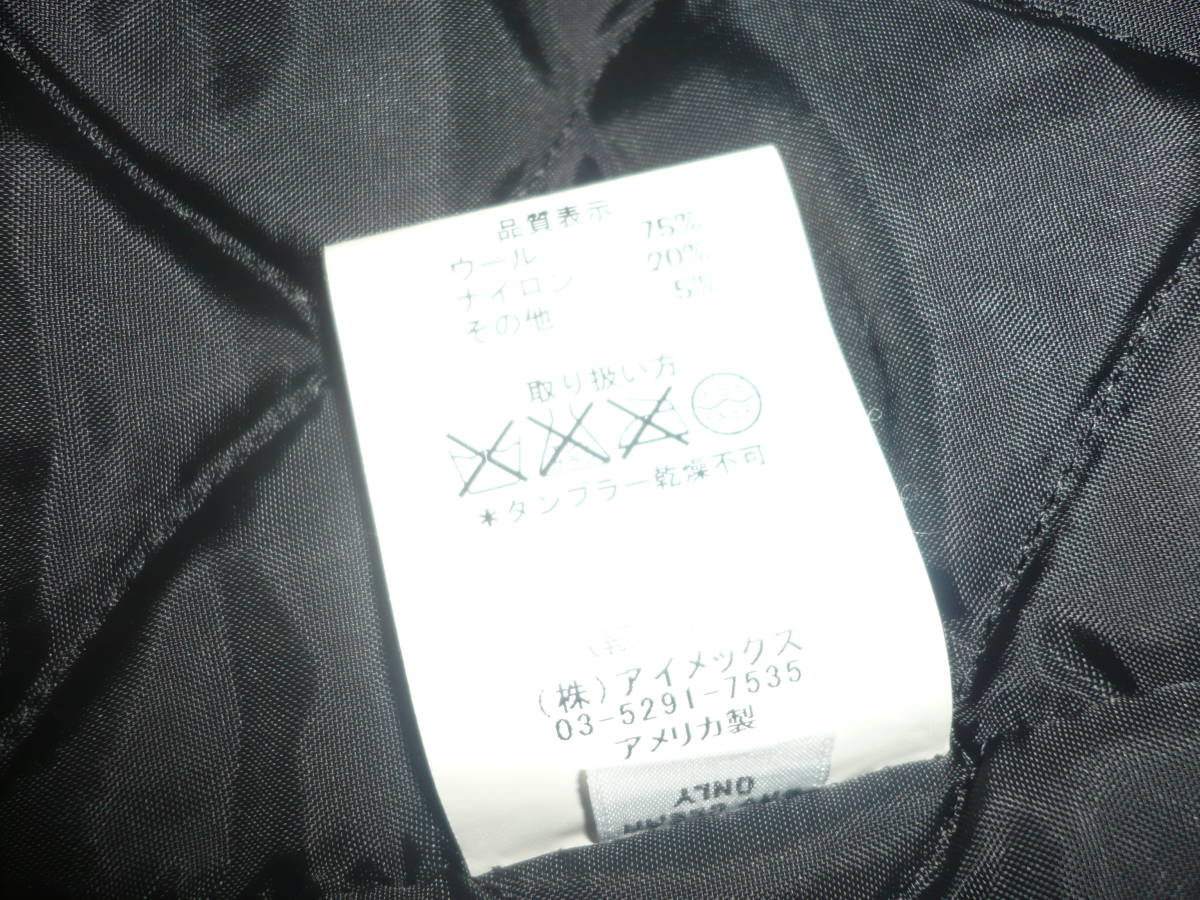 品質表示
ウール 75%
ナイロン 20%
その他 5%
取り扱い方
*タンブラー乾燥不可
(株)アイメックス
03-5291-7535
アメリカ製
ONLY
CLEAN